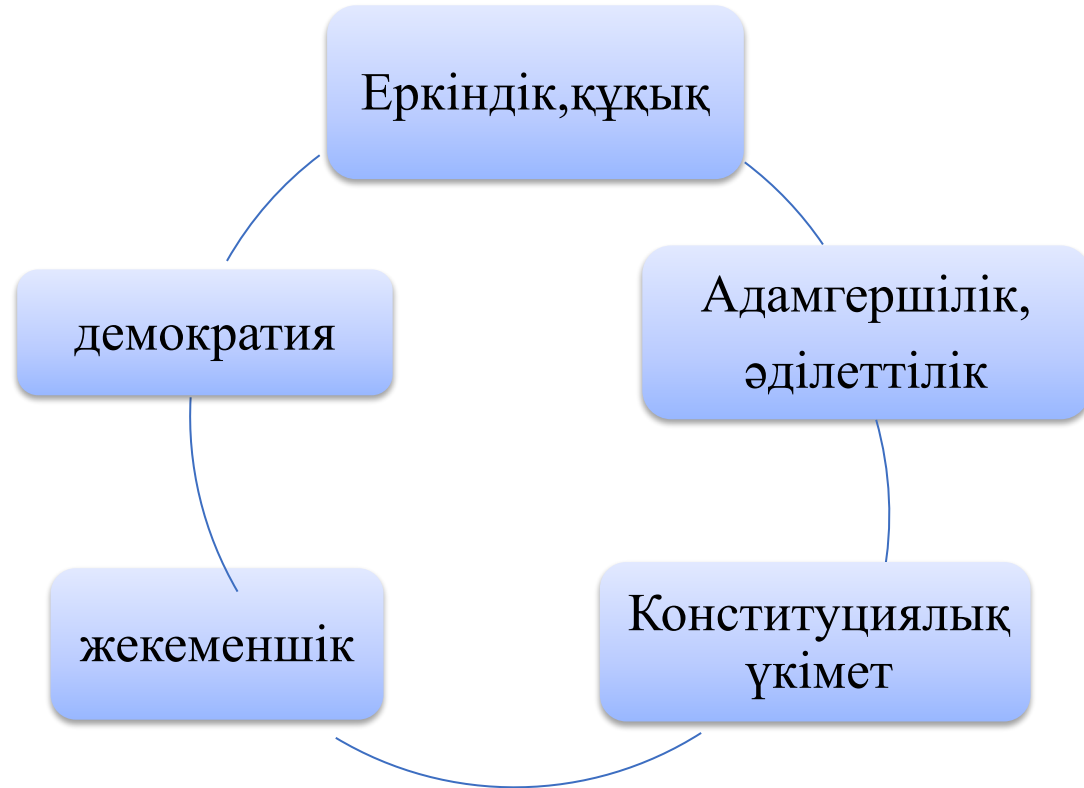 Еркіндік,құқық
Адамгершілік,
әділеттілік
демократия
Конституциялық
үкімет
жекеменшік